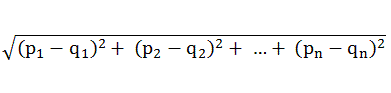 √(p₁ − q₁)² + (p₂ − q₂)² + … + (pₙ − qₙ)²